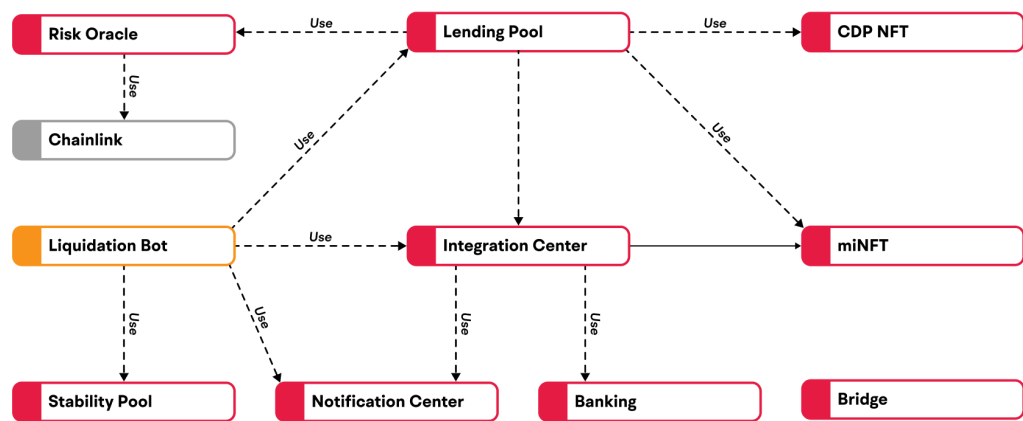 Use
Use
Risk Oracle
Lending Pool
CDP NFT
Use
Use
Use
Chainlink
Liquidation Bot
Use
Integration Center
miNFT
Use
Use
Use
Use
Stability Pool
Notification Center
Banking
Bridge